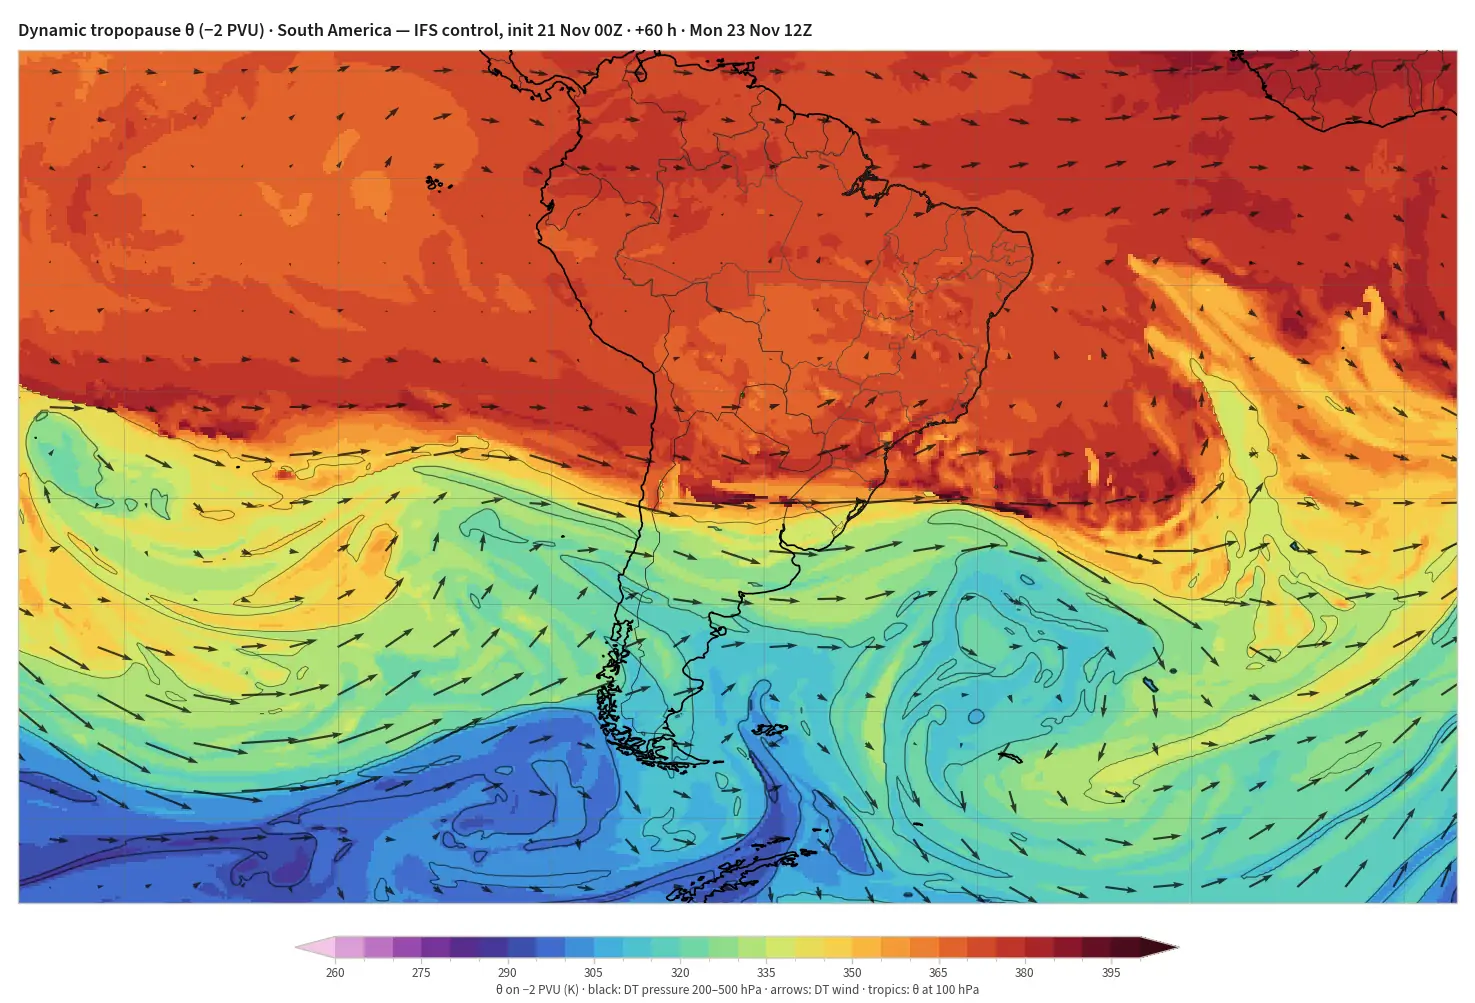 Dynamic tropopause θ (−2 PVU) · South America — IFS control, init 21 Nov 00Z · +60 h · Mon 23 Nov 12Z
260 275 290 305 320 335 350 365 380 395
θ on −2 PVU (K) · black: DT pressure 200–500 hPa · arrows: DT wind · tropics: θ at 100 hPa